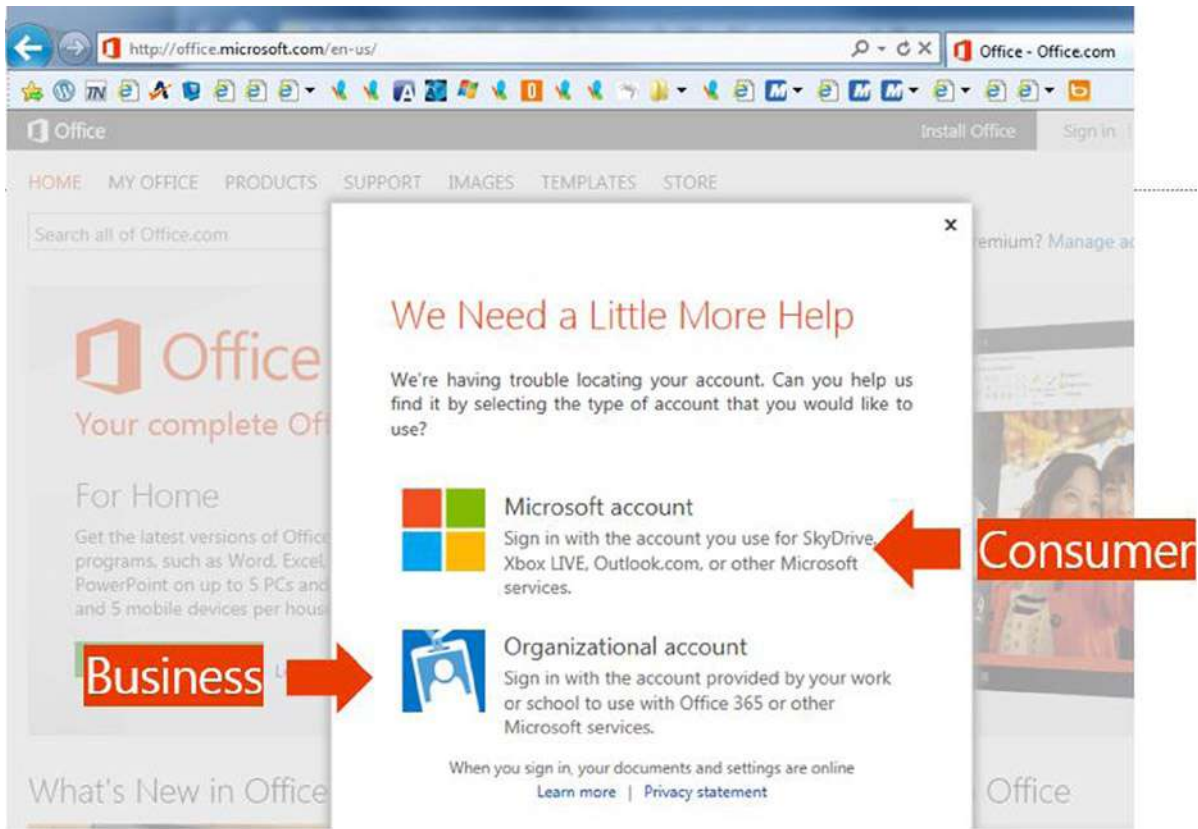 http://office.microsoft.com/en-us/
Office - Office.com
Office
Install Office
Sign in
HOME MY OFFICE PRODUCTS SUPPORT IMAGES TEMPLATES STORE
Search all of Office.com
emium? Manage ac
We Need a Little More Help
We're having trouble locating your account. Can you help us
find it by selecting the type of account that you would like to
use?
Office
Your complete Off
For Home
Get the latest versions of Office
programs, such as Word, Excel,
PowerPoint on up to 5 PCs and
and 5 mobile devices per hous
Microsoft account
Sign in with the account you use for SkyDrive,
Xbox LIVE, Outlook.com, or other Microsoft
services.
Consumer
Business
Organizational account
Sign in with the account provided by your work
or school to use with Office 365 or other
Microsoft services.
When you sign in, your documents and settings are online
Learn more | Privacy statement
What's New in Office
Office